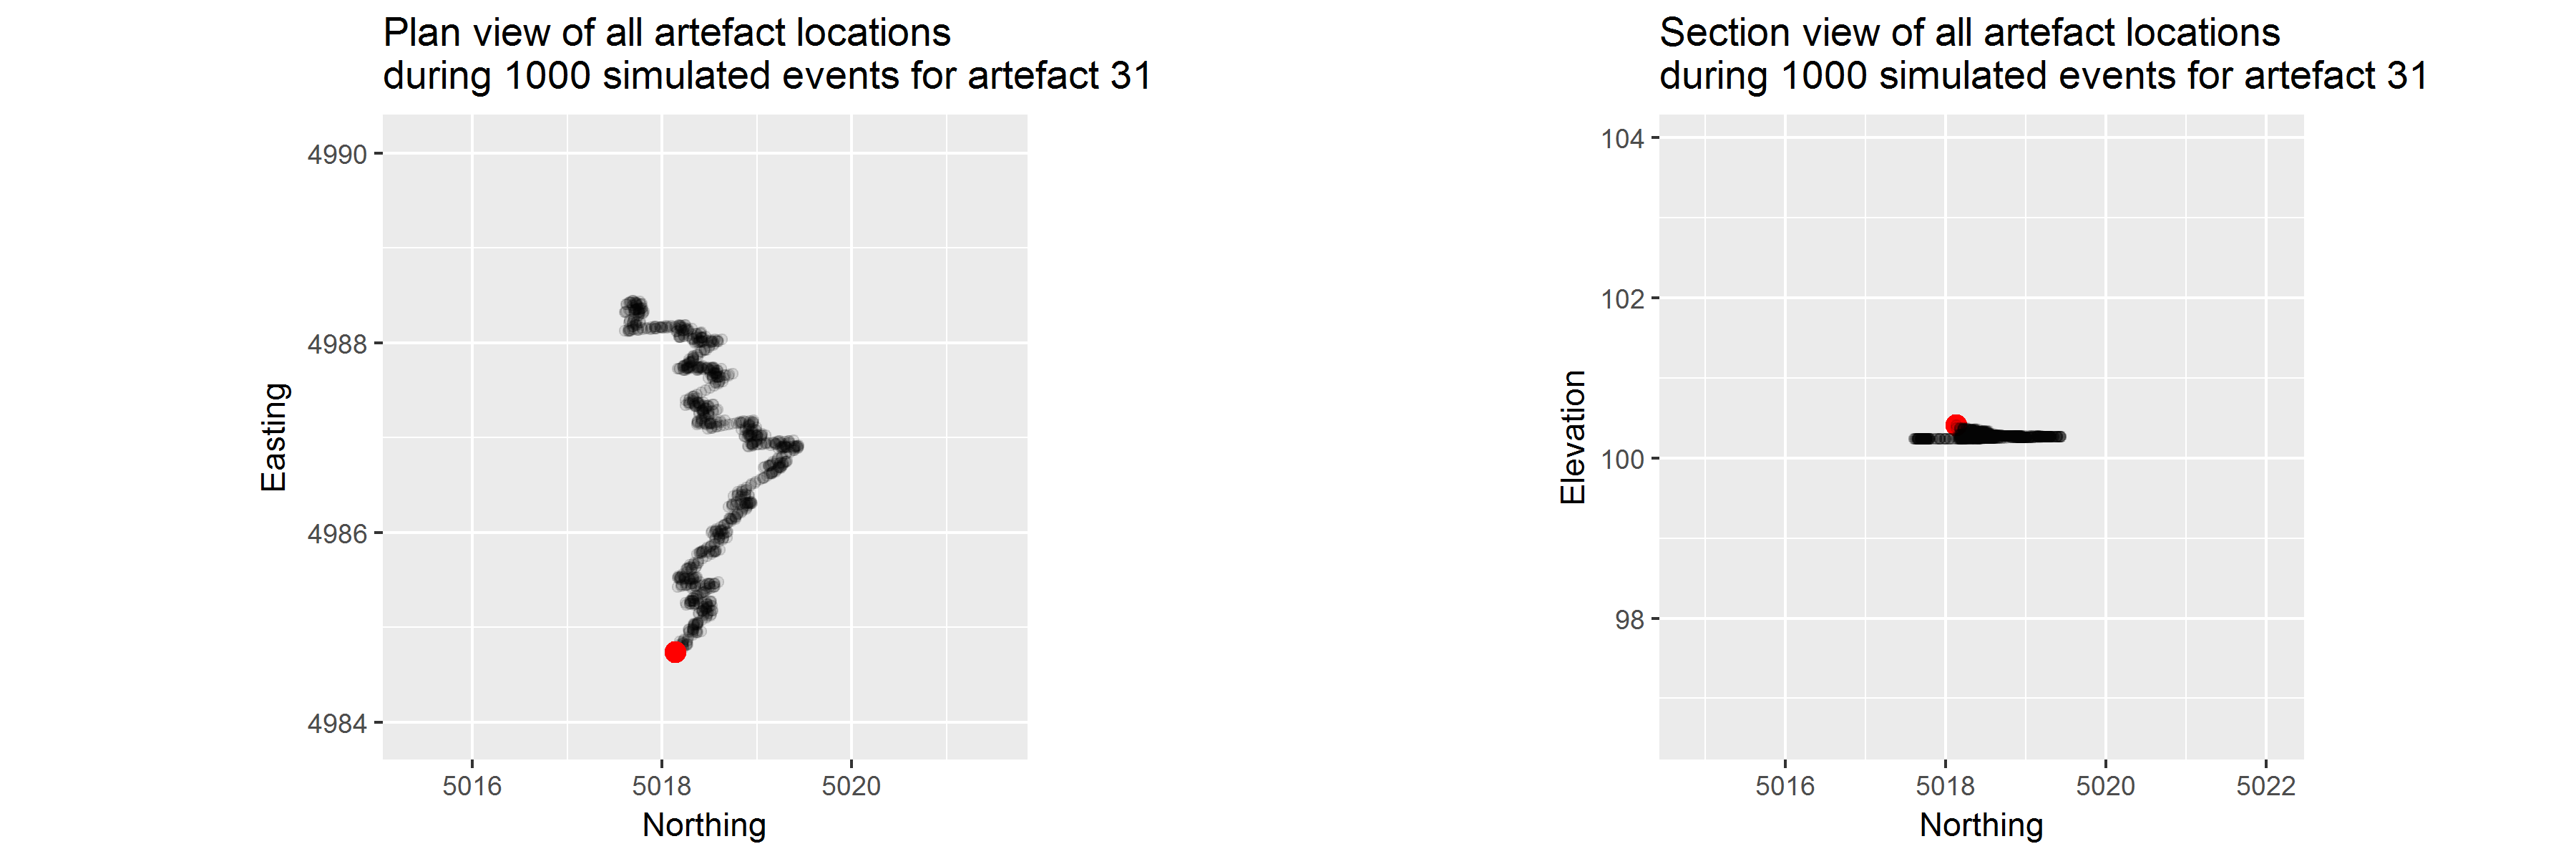 Plan view of all artefact locations
during 1000 simulated events for artefact 31
4990
4988
4986
4984
Easting
5016 5018 5020
Northing
Section view of all artefact locations
during 1000 simulated events for artefact 31
104
102
100
98
Elevation
5016 5018 5020 5022
Northing